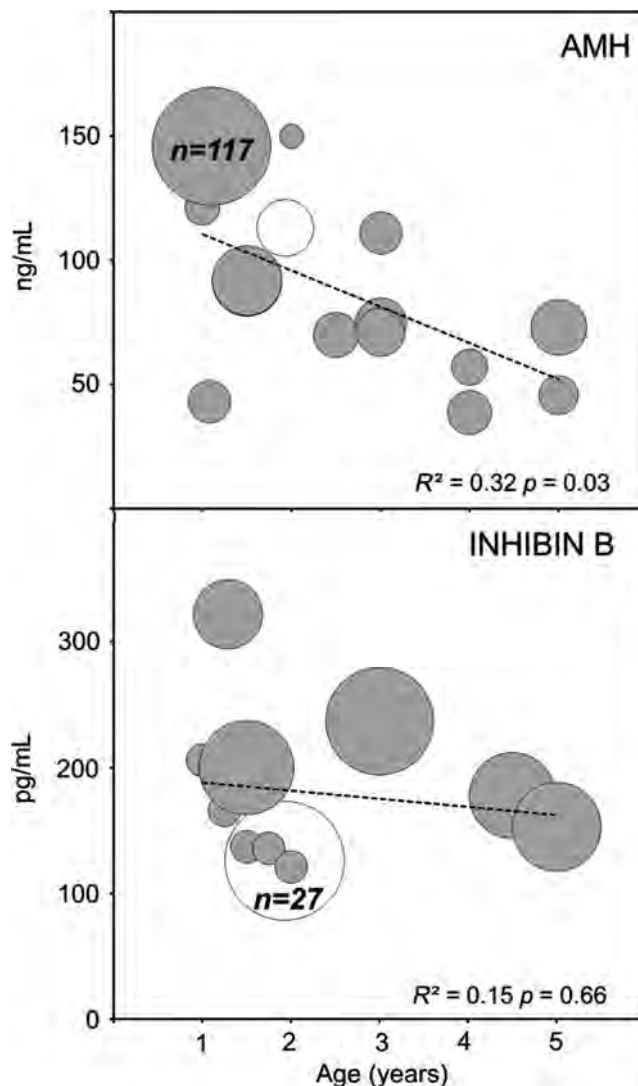 AMH
150
n=117
100
ng/mL
50
R² = 0.32 p = 0.03
INHIBIN B
300
200
pg/mL
100
n=27
R² = 0.15 p = 0.66
0
1 2 3 4 5
Age (years)